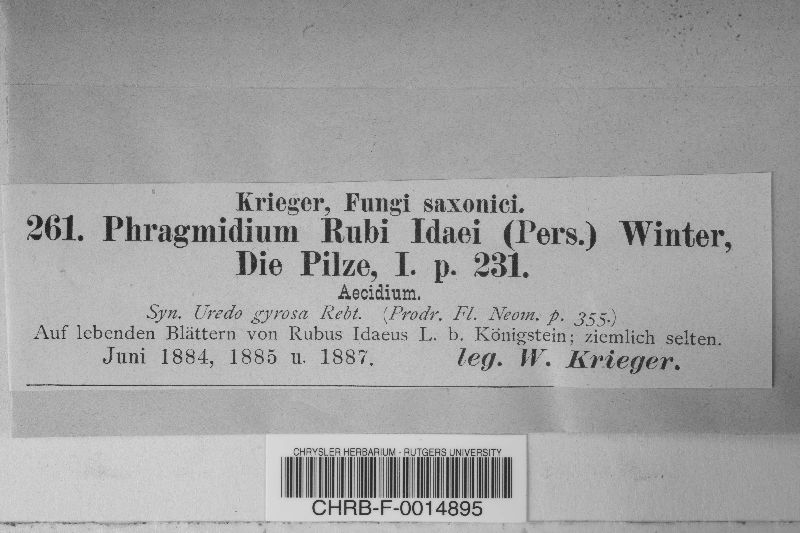 Krieger, Fungi saxonici.
261. Phragmidium Rubi Idaei (Pers.) Winter,
Die Pilze, I. p. 231.
Aecidium.
Syn. Uredo gyrosa Rebt. (Prodr. Fl. Neom. p. 355.)
Auf lebenden Blättern von Rubus Idaeus L. b. Königstein; ziemlich selten.
Juni 1884, 1885 u. 1887. leg. W. Krieger.
CHRYSLER HERBARIUM - RUTGERS UNIVERSITY
CHRB-F-0014895